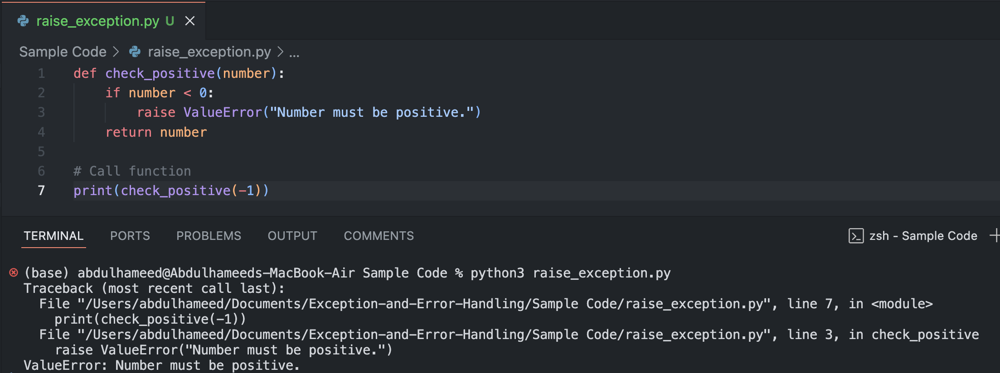 raise_exception.py U
Sample Code > raise_exception.py > ...
1 def check_positive(number):
2     if number < 0:
3         raise ValueError("Number must be positive.")
4     return number
5
6 # Call function
7 print(check_positive(-1))
TERMINAL PORTS PROBLEMS OUTPUT COMMENTS zsh - Sample Code
(base) abdulhameed@Abdulhameeds-MacBook-Air Sample Code % python3 raise_exception.py
Traceback (most recent call last):
  File "/Users/abdulhameed/Documents/Exception-and-Error-Handling/Sample Code/raise_exception.py", line 7, in <module>
    print(check_positive(-1))
  File "/Users/abdulhameed/Documents/Exception-and-Error-Handling/Sample Code/raise_exception.py", line 3, in check_positive
    raise ValueError("Number must be positive.")
ValueError: Number must be positive.